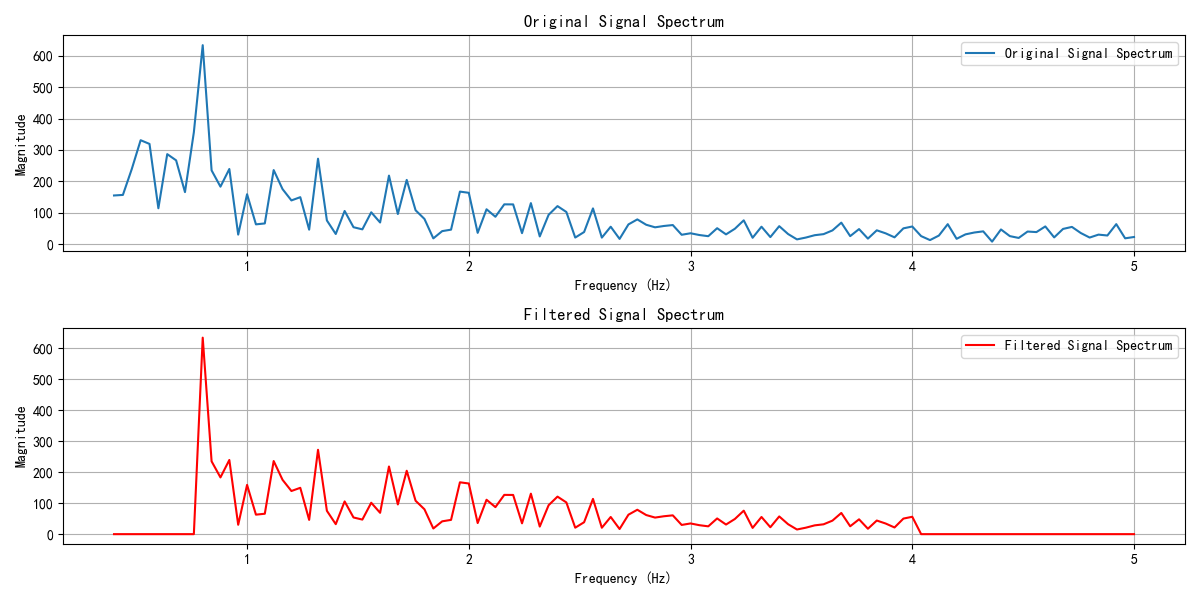 Original Signal Spectrum
Original Signal Spectrum
Magnitude
600
500
400
300
200
100
0
1 2 3 4 5
Frequency (Hz)
Filtered Signal Spectrum
Filtered Signal Spectrum
Magnitude
600
500
400
300
200
100
0
1 2 3 4 5
Frequency (Hz)